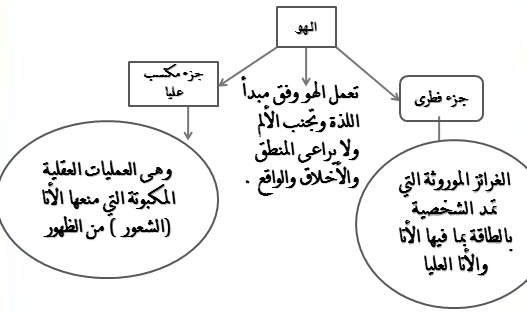 الهو
جزء فطرى
الغرائز الموروثة التي
تمد الشخصية
بالطاقة بما فيها الأنا
والأنا العليا
تعمل الهو وفق مبدأ
اللذة وتجنب الألم
ولا يراعى المنطق
والأخلاق والواقع .
جزء مكتسب
عليا
وهى العمليات العقلية
المكبوتة التي منعها الأنا
(الشعور ) من الظهور